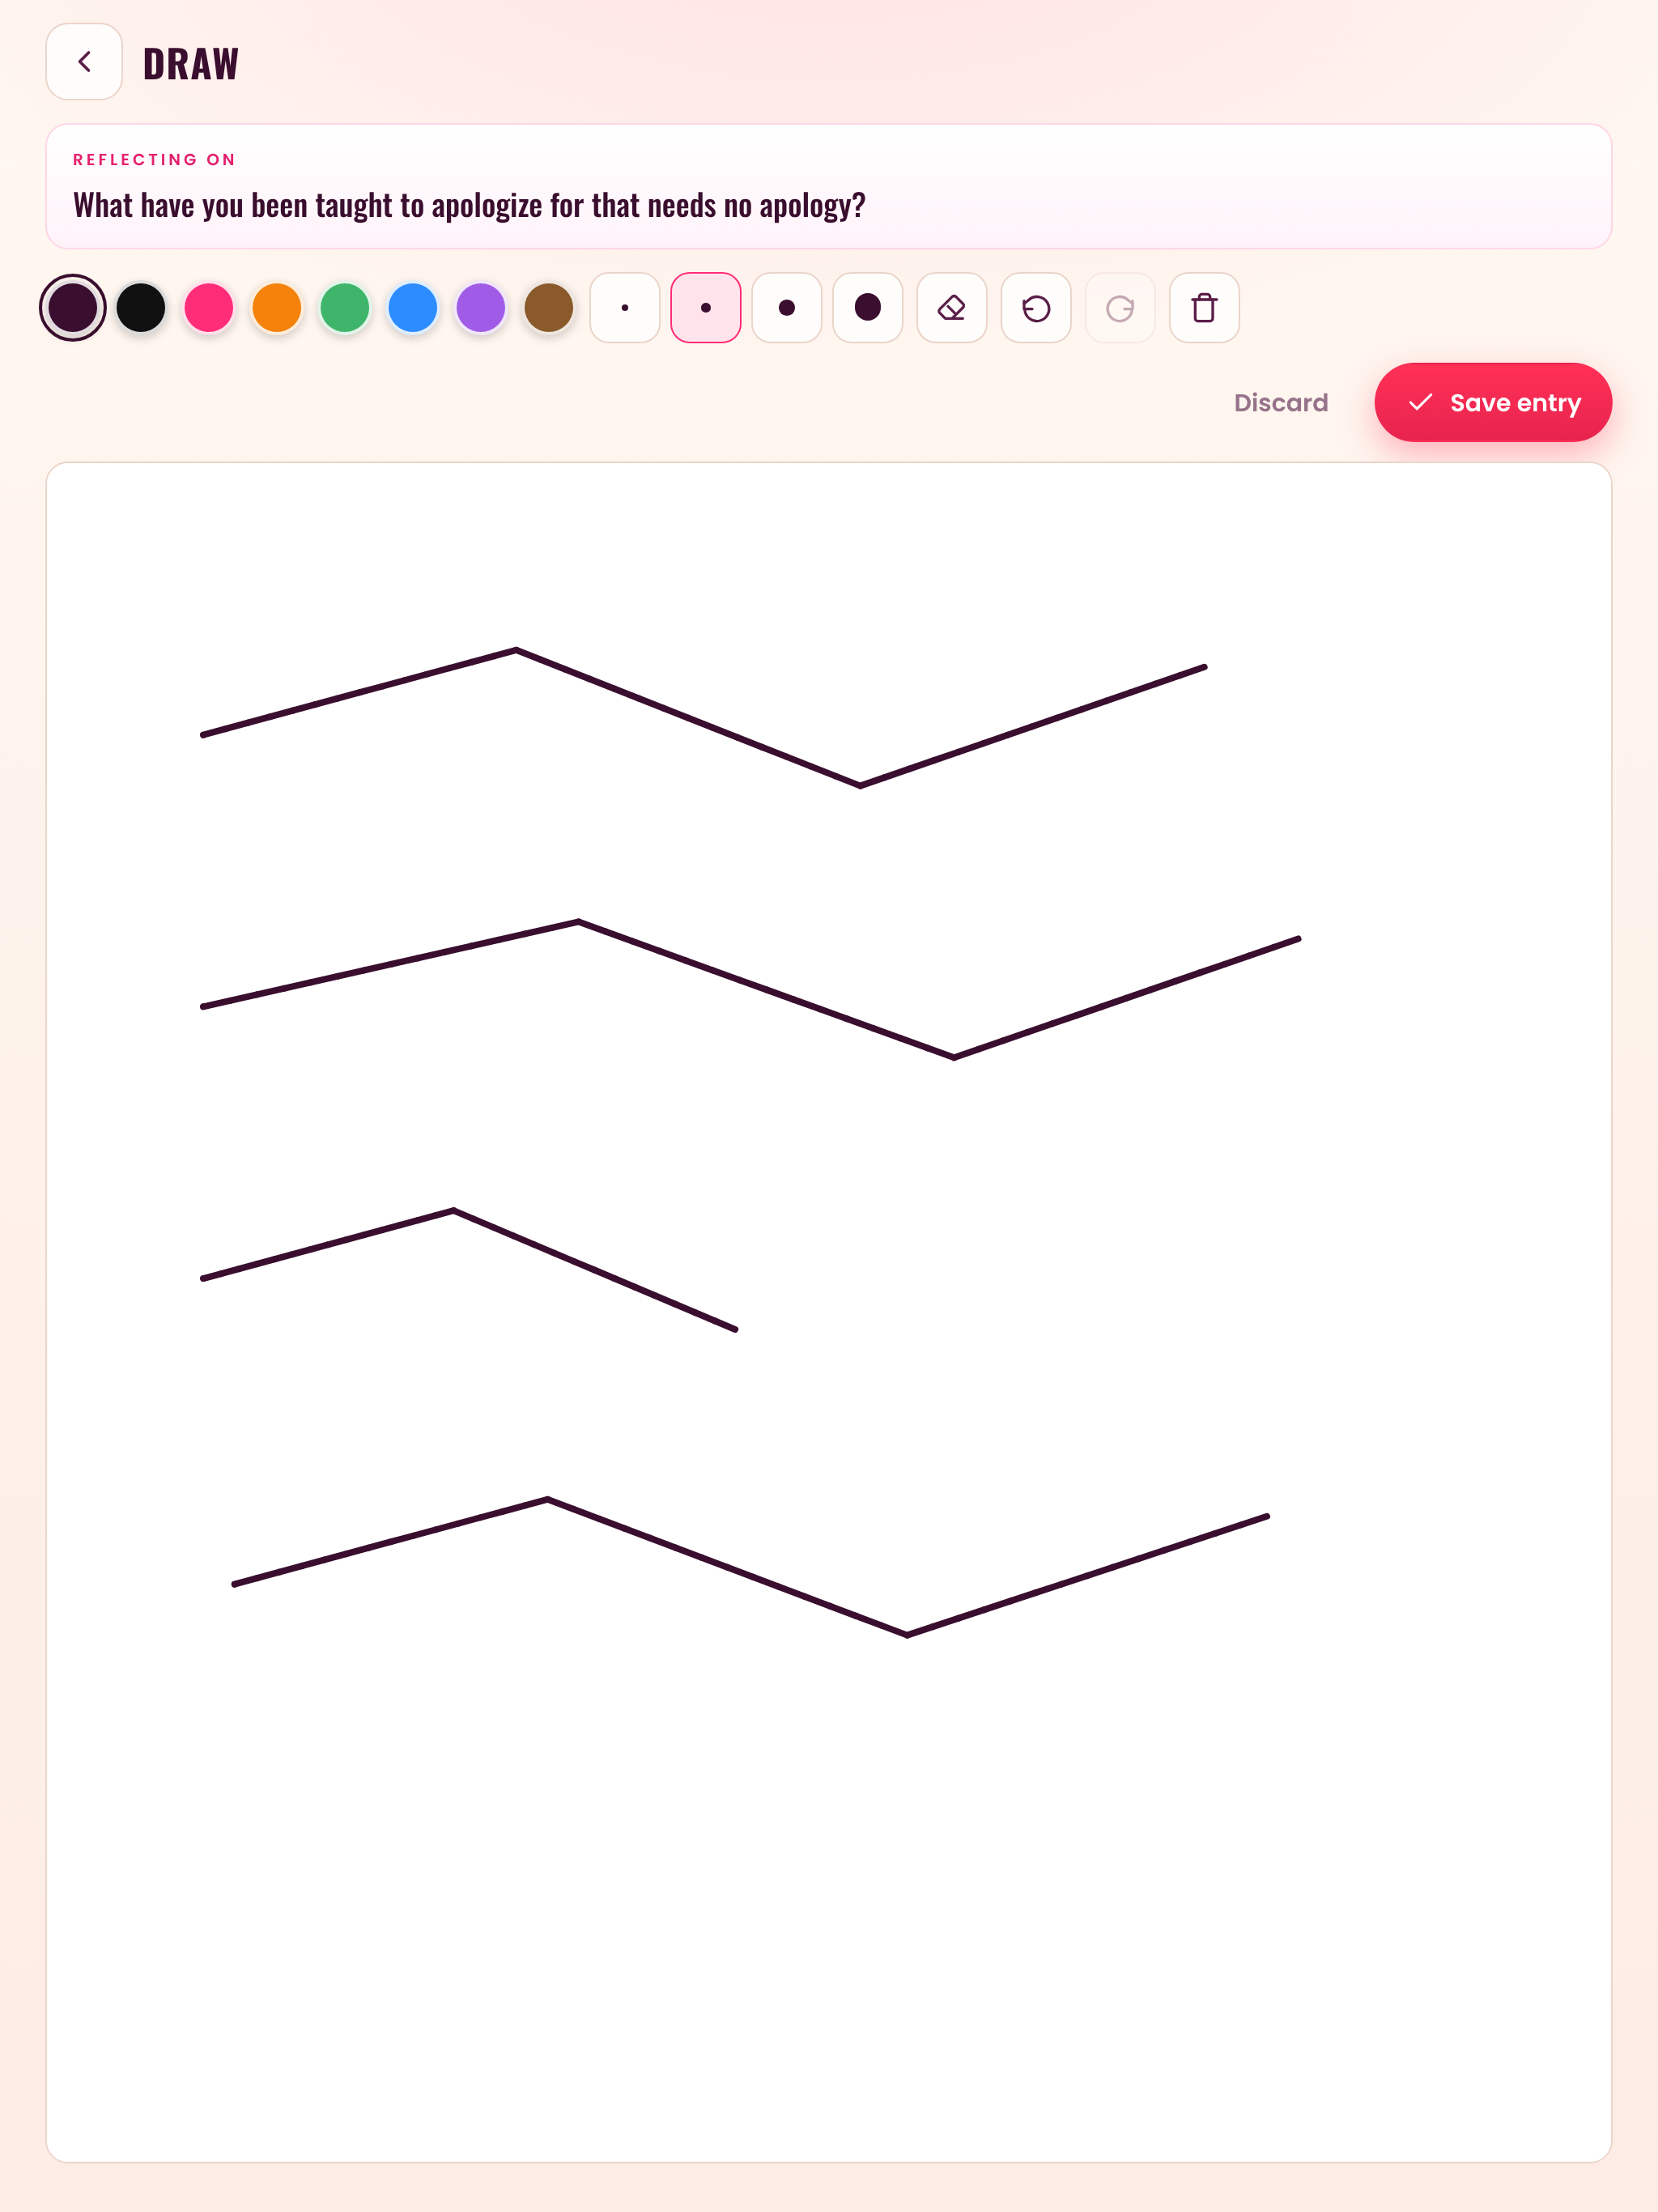 DRAW
REFLECTING ON
What have you been taught to apologize for that needs no apology?
Discard
Save entry